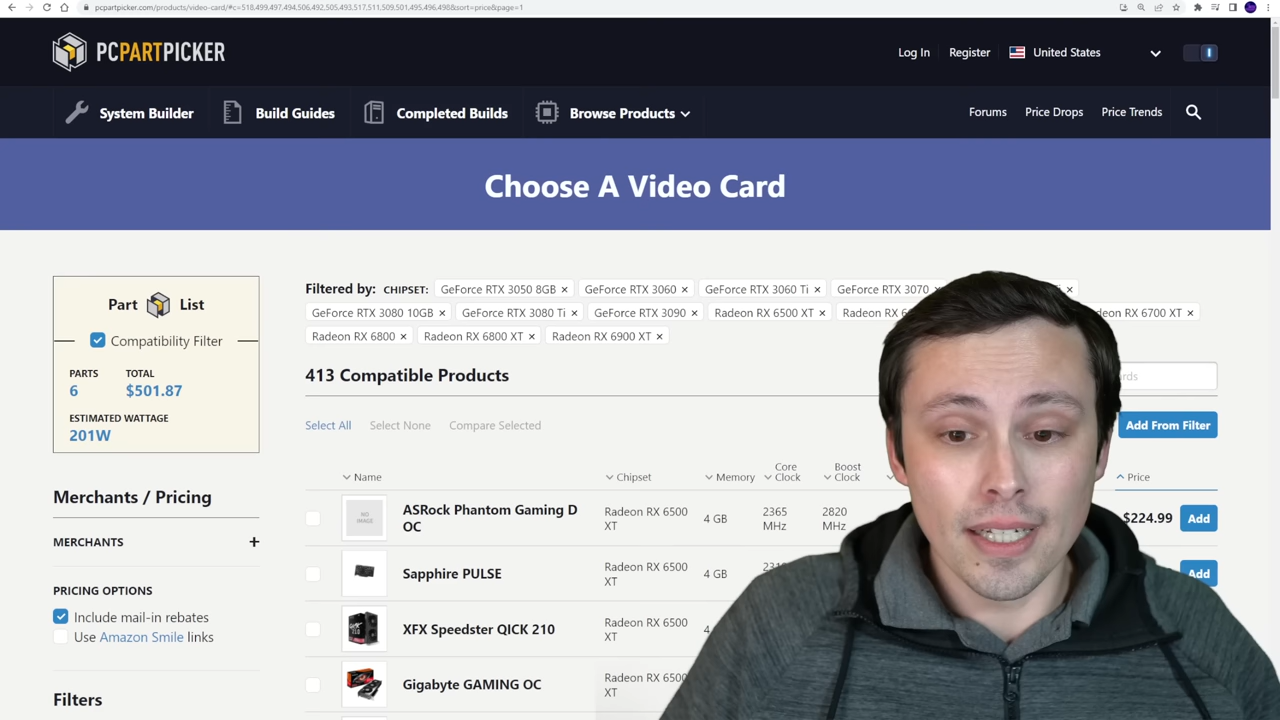 pcpartpicker.com/products/video-card/#c=518,499,497,494,506,492,505,493,517,511,509,501,495,496,498&sort=price&page=1
PCPARTPICKER
Log In Register United States
System Builder Build Guides Completed Builds Browse Products Forums Price Drops Price Trends
Choose A Video Card
Part List
Compatibility Filter
PARTS TOTAL
6 $501.87
ESTIMATED WATTAGE
201W
Merchants / Pricing
MERCHANTS +
PRICING OPTIONS
Include mail-in rebates
Use Amazon Smile links
Filters
Filtered by: CHIPSET: GeForce RTX 3050 8GB × GeForce RTX 3060 × GeForce RTX 3060 Ti × GeForce RTX 3070 ×
GeForce RTX 3080 10GB × GeForce RTX 3080 Ti × GeForce RTX 3090 × Radeon RX 6500 XT × RX 6700 XT ×
Radeon RX 6800 × Radeon RX 6800 XT × Radeon RX 6900 XT ×
413 Compatible Products
Select All Select None Compare Selected Add From Filter
Name Chipset Memory Core Clock Boost Clock Price
ASRock Phantom Gaming D Radeon RX 6500 4 GB 2365 2820 $224.99 Add
OC XT MHz MHz
Sapphire PULSE Radeon RX 6500 4 GB Add
XT
XFX Speedster QICK 210 Radeon RX 6500
XT
Gigabyte GAMING OC Radeon RX 6500
XT